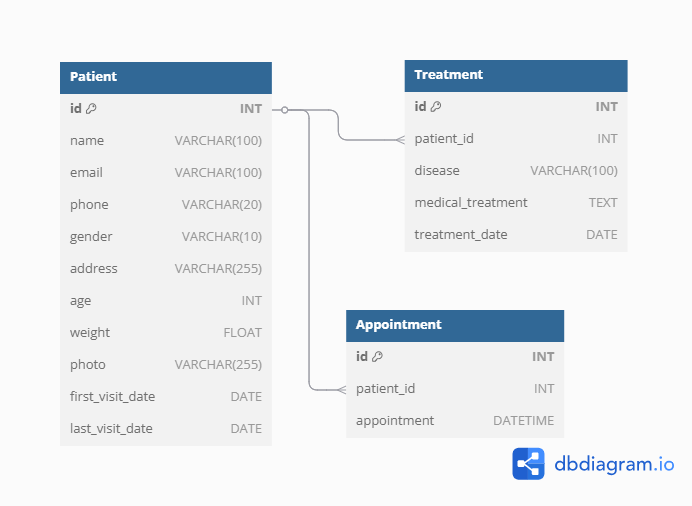 Patient
id INT
name VARCHAR(100)
email VARCHAR(100)
phone VARCHAR(20)
gender VARCHAR(10)
address VARCHAR(255)
age INT
weight FLOAT
photo VARCHAR(255)
first_visit_date DATE
last_visit_date DATE
Treatment
id INT
patient_id INT
disease VARCHAR(100)
medical_treatment TEXT
treatment_date DATE
Appointment
id INT
patient_id INT
appointment DATETIME
dbdiagram.io